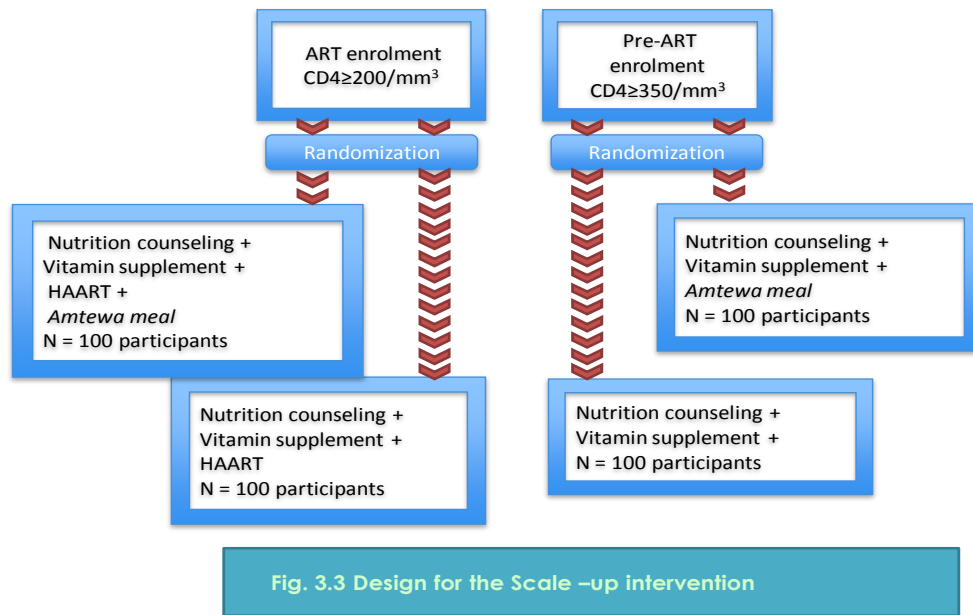 ART enrolment
CD4≥200/mm³
Pre-ART
enrolment
CD4≥350/mm³
Randomization
Randomization
Nutrition counseling +
Vitamin supplement +
HAART +
Amtewa meal
N = 100 participants
Nutrition counseling +
Vitamin supplement +
Amtewa meal
N = 100 participants
Nutrition counseling +
Vitamin supplement +
HAART
N = 100 participants
Nutrition counseling +
Vitamin supplement +
N = 100 participants
Fig. 3.3 Design for the Scale –up intervention